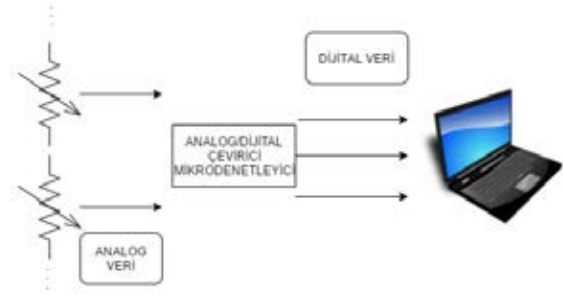 DİJİTAL VERİ
ANALOG/DİJİTAL
ÇEVİRİCİ
MİKRODENETLEYİCİ
ANALOG
VERİ